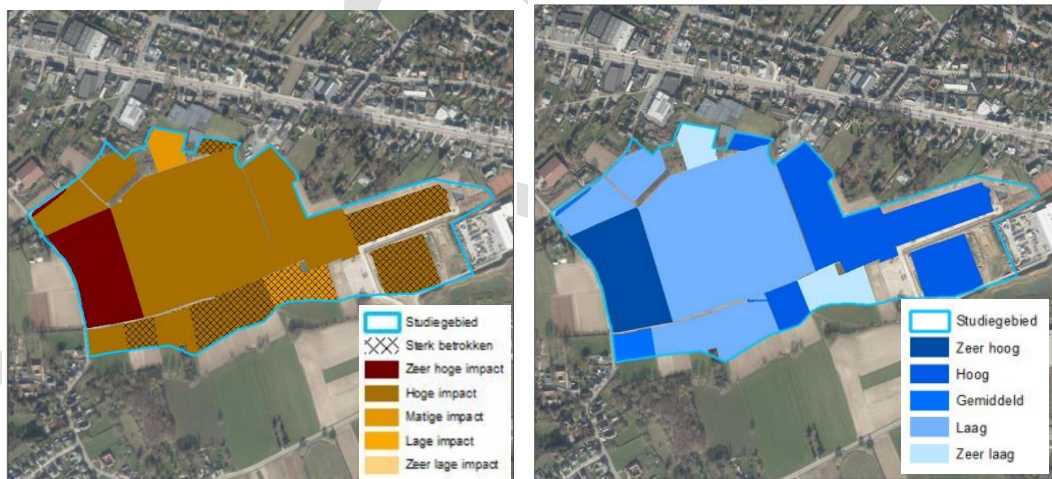 Studiegebied
Sterk betrokken
Zeer hoge impact
Hoge impact
Matige impact
Lage impact
Zeer lage impact
Studiegebied
Zeer hoog
Hoog
Gemiddeld
Laag
Zeer laag